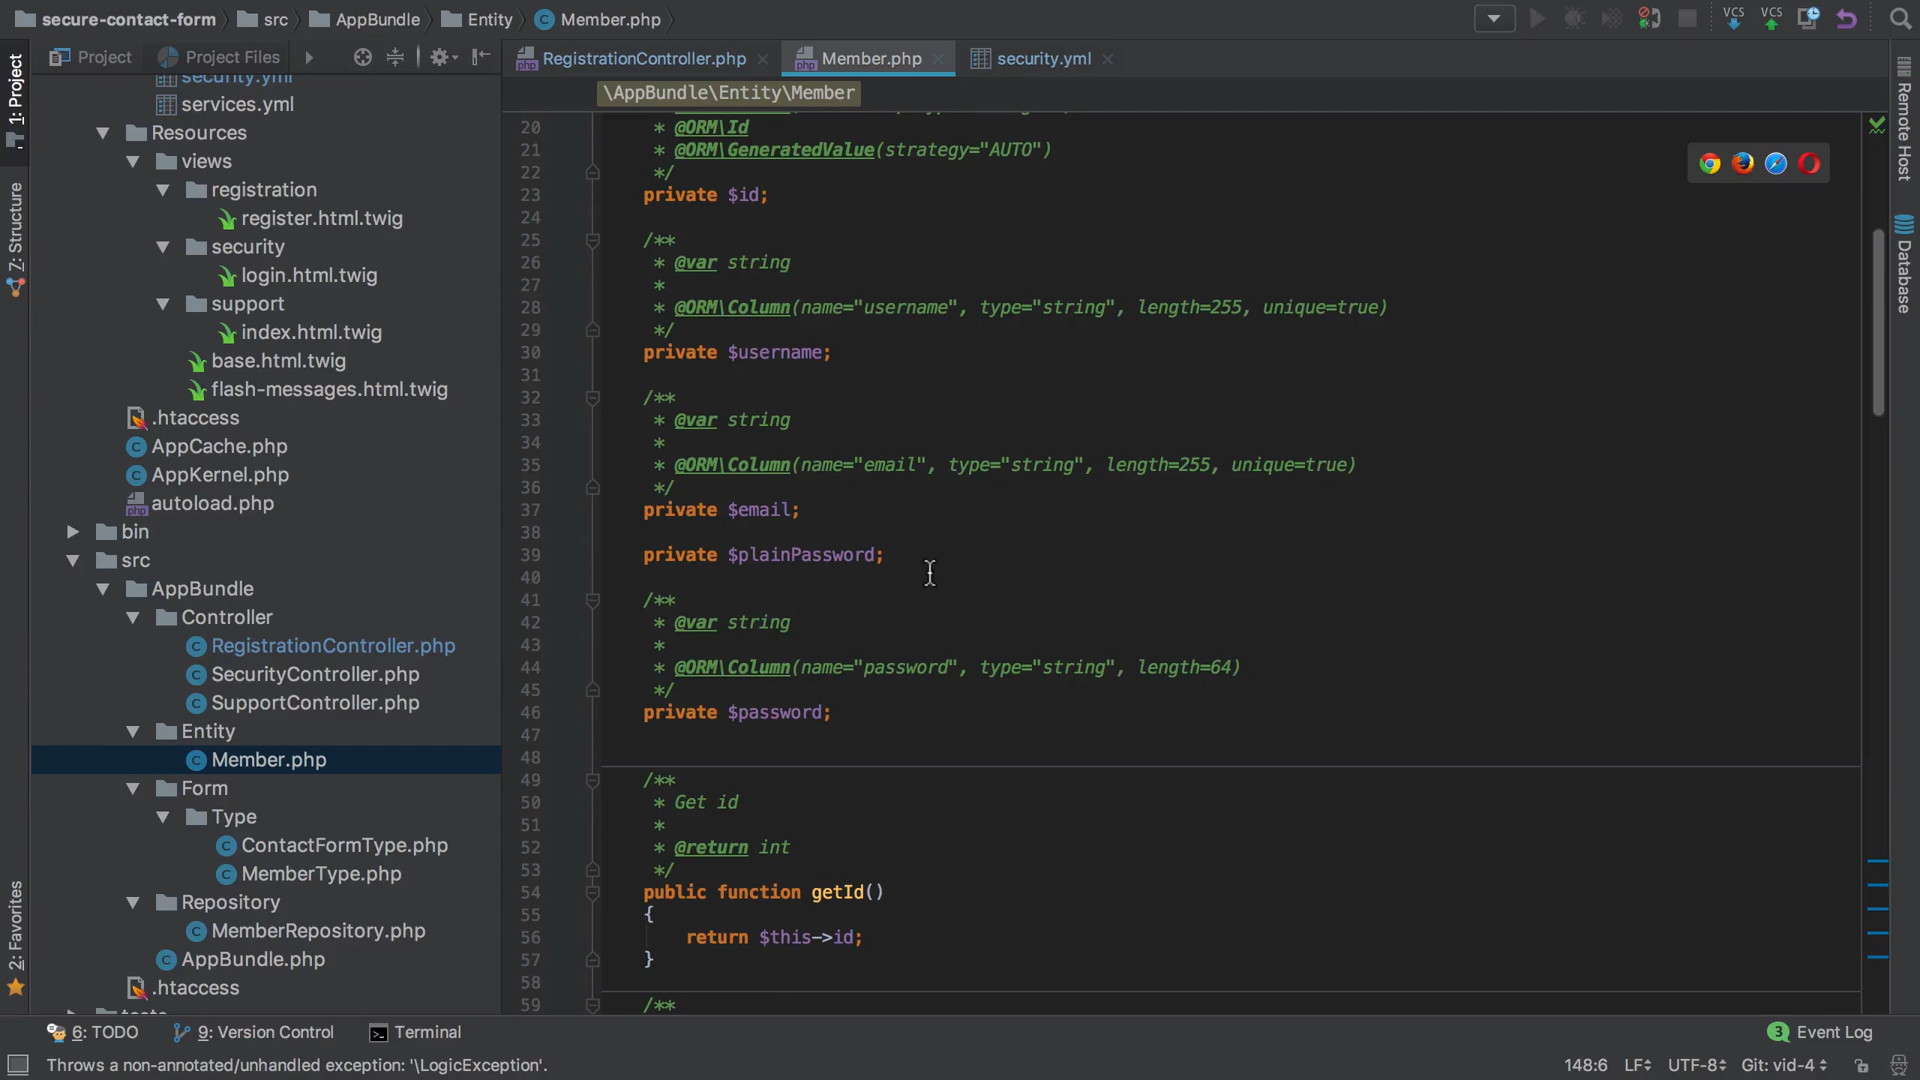 secure-contact-form src AppBundle Entity Member.php
Project Project Files
RegistrationController.php Member.php security.yml
\AppBundle\Entity\Member
1: Project
Z: Structure
2: Favorites
Remote Host
Database
security.yml
services.yml
Resources
views
registration
register.html.twig
security
login.html.twig
support
index.html.twig
base.html.twig
flash-messages.html.twig
.htaccess
AppCache.php
AppKernel.php
autoload.php
bin
src
AppBundle
Controller
RegistrationController.php
SecurityController.php
SupportController.php
Entity
Member.php
Form
Type
ContactFormType.php
MemberType.php
Repository
MemberRepository.php
AppBundle.php
.htaccess
20 * @ORM\Id
21 * @ORM\GeneratedValue(strategy="AUTO")
22 */
23 private $id;
24
25 /**
26 * @var string
27 *
28 * @ORM\Column(name="username", type="string", length=255, unique=true)
29 */
30 private $username;
31
32 /**
33 * @var string
34 *
35 * @ORM\Column(name="email", type="string", length=255, unique=true)
36 */
37 private $email;
38
39 private $plainPassword;
40
41 /**
42 * @var string
43 *
44 * @ORM\Column(name="password", type="string", length=64)
45 */
46 private $password;
47
48
49 /**
50 * Get id
51 *
52 * @return int
53 */
54 public function getId()
55 {
56 return $this->id;
57 }
58
59 /**
6: TODO 9: Version Control Terminal 3 Event Log
Throws a non-annotated/unhandled exception: '\LogicException'. 148:6 LF UTF-8 Git: vid-4